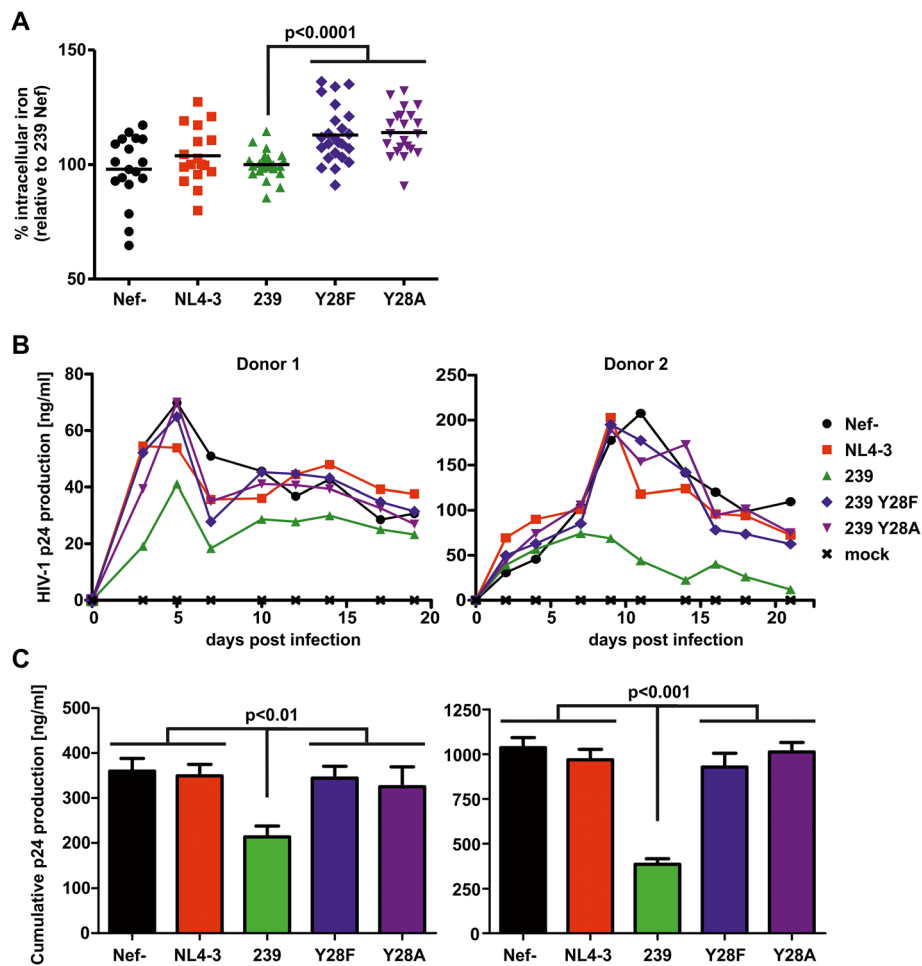 A
% intracellular iron
(relative to 239 Nef)
150
100
50
p<0.0001
Nef- NL4-3 239 Y28F Y28A
B
Donor 1
HIV-1 p24 production [ng/ml]
80
60
40
20
0
0 5 10 15 20
days post infection
Donor 2
250
200
150
100
50
0
0 5 10 15 20
days post infection
Nef-
NL4-3
239
239 Y28F
239 Y28A
mock
C
Cumulative p24 production [ng/ml]
500
400
300
200
100
0
p<0.01
Nef- NL4-3 239 Y28F Y28A
1250
1000
750
500
250
0
p<0.001
Nef- NL4-3 239 Y28F Y28A